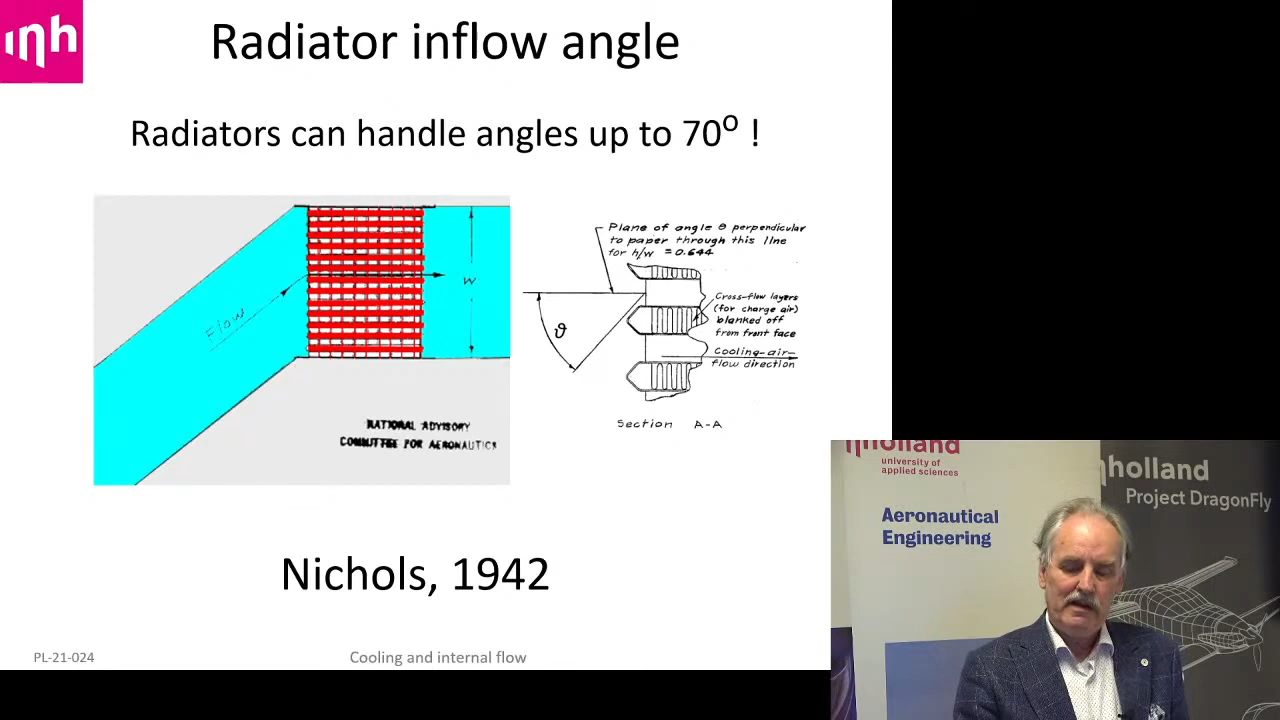 inh
Radiator inflow angle
Radiators can handle angles up to 70° !
Flow
w
NATIONAL ADVISORY
COMMITTEE FOR AERONAUTICS
Plane of angle θ perpendicular
to paper through this line
for h/w = 0.644
ϑ
Cross-flow layers
(for charge air)
blanked off
from front face
Cooling-air-
flow direction
Section A-A
Nichols, 1942
PL-21-024
Cooling and internal flow
inholland
university of
applied sciences
Aeronautical
Engineering
inholland
Project DragonFly